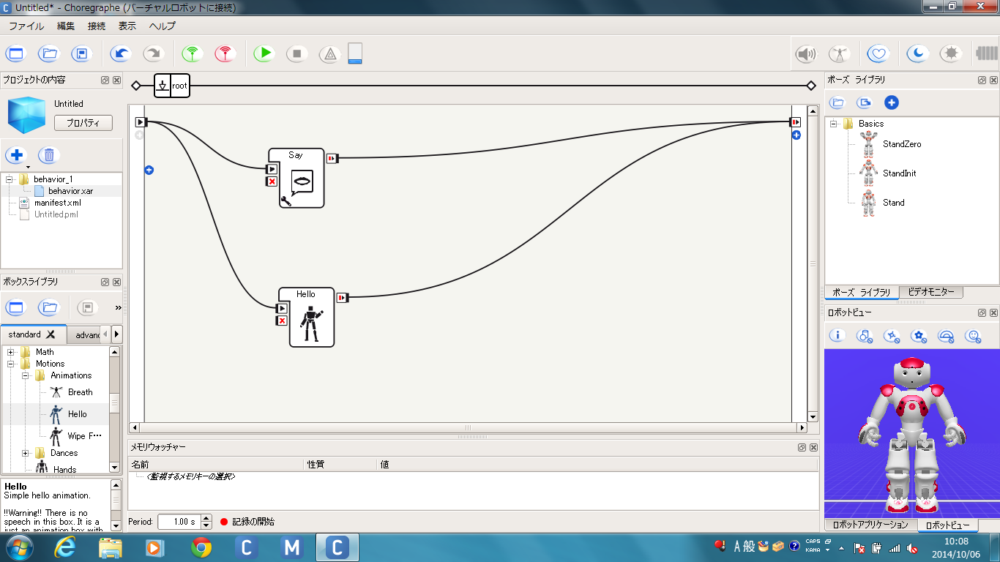 Untitled* - Choregraphe (バーチャルロボットに接続)
ファイル 編集 接続 表示 ヘルプ
プロジェクトの内容
Untitled
プロパティ
behavior_1
behavior.xar
manifest.xml
Untitled.pml
ボックスライブラリ
»
standard
advanc
Math
Motions
Animations
Breath
Hello
Wipe F…
Dances
Hands
Hello
Simple hello animation.
!!Warning!! There is no
speech in this box. It is a
just an animation box with
root
Say
Hello
メモリウォッチャー
名前 性質 値
<監視するメモリキーの選択>
Period: 1.00 s 記録の開始
ポーズ ライブラリ
Basics
StandZero
StandInit
Stand
ポーズ ライブラリ ビデオモニター
ロボットビュー
ロボットアプリケーション ロボットビュー
A 般
CAPS
KANA
10:08
2014/10/06